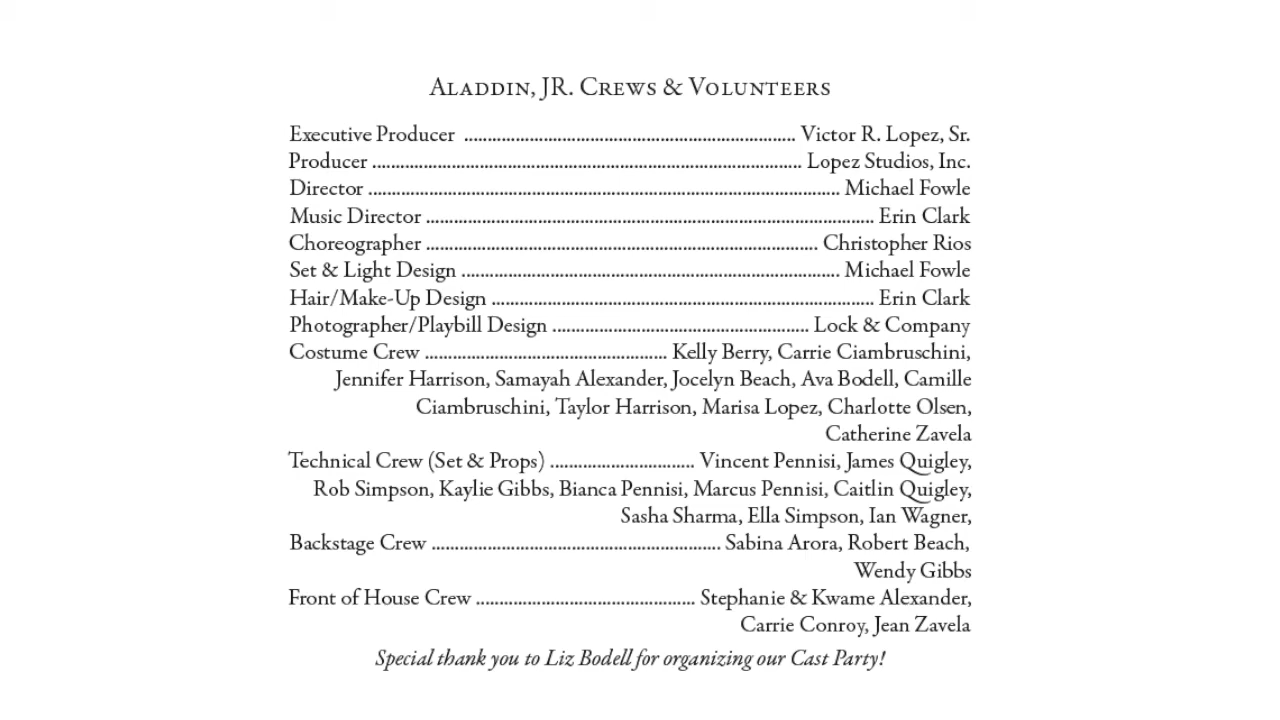 Aladdin, JR. Crews & Volunteers
Executive Producer ........................................................................ Victor R. Lopez, Sr.
Producer ............................................................................................. Lopez Studios, Inc.
Director ...................................................................................................... Michael Fowle
Music Director ................................................................................................ Erin Clark
Choreographer .................................................................................... Christopher Rios
Set & Light Design .................................................................................. Michael Fowle
Hair/Make-Up Design .................................................................................. Erin Clark
Photographer/Playbill Design ....................................................... Lock & Company
Costume Crew .................................................... Kelly Berry, Carrie Ciambruschini,
Jennifer Harrison, Samayah Alexander, Jocelyn Beach, Ava Bodell, Camille
Ciambruschini, Taylor Harrison, Marisa Lopez, Charlotte Olsen,
Catherine Zavela
Technical Crew (Set & Props) ............................... Vincent Pennisi, James Quigley,
Rob Simpson, Kaylie Gibbs, Bianca Pennisi, Marcus Pennisi, Caitlin Quigley,
Sasha Sharma, Ella Simpson, Ian Wagner,
Backstage Crew .............................................................. Sabina Arora, Robert Beach,
Wendy Gibbs
Front of House Crew ............................................... Stephanie & Kwame Alexander,
Carrie Conroy, Jean Zavela
Special thank you to Liz Bodell for organizing our Cast Party!